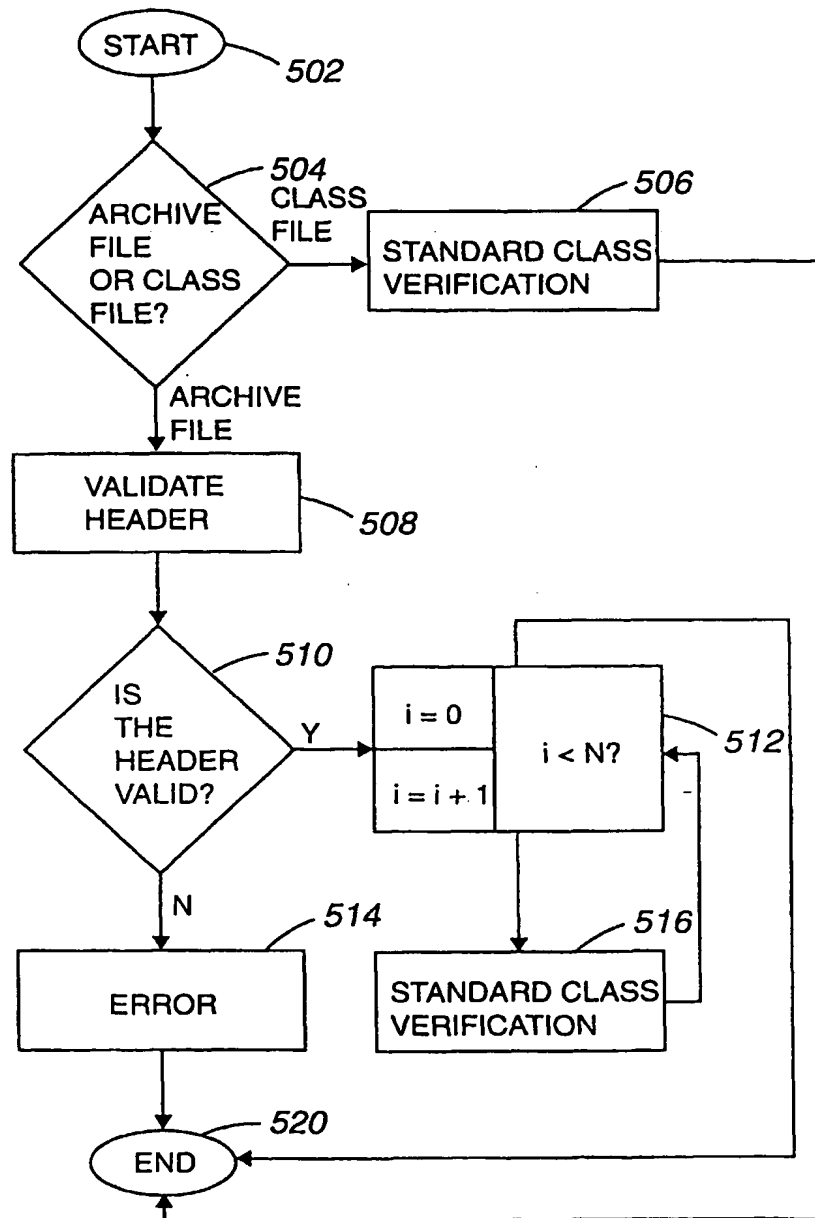 START
502
504
CLASS
FILE
506
ARCHIVE
FILE
OR CLASS
FILE?
STANDARD CLASS
VERIFICATION
ARCHIVE
FILE
VALIDATE
HEADER
508
510
IS
THE
HEADER
VALID?
Y
i = 0
i = i + 1
i < N?
512
N
514
516
ERROR
STANDARD CLASS
VERIFICATION
520
END